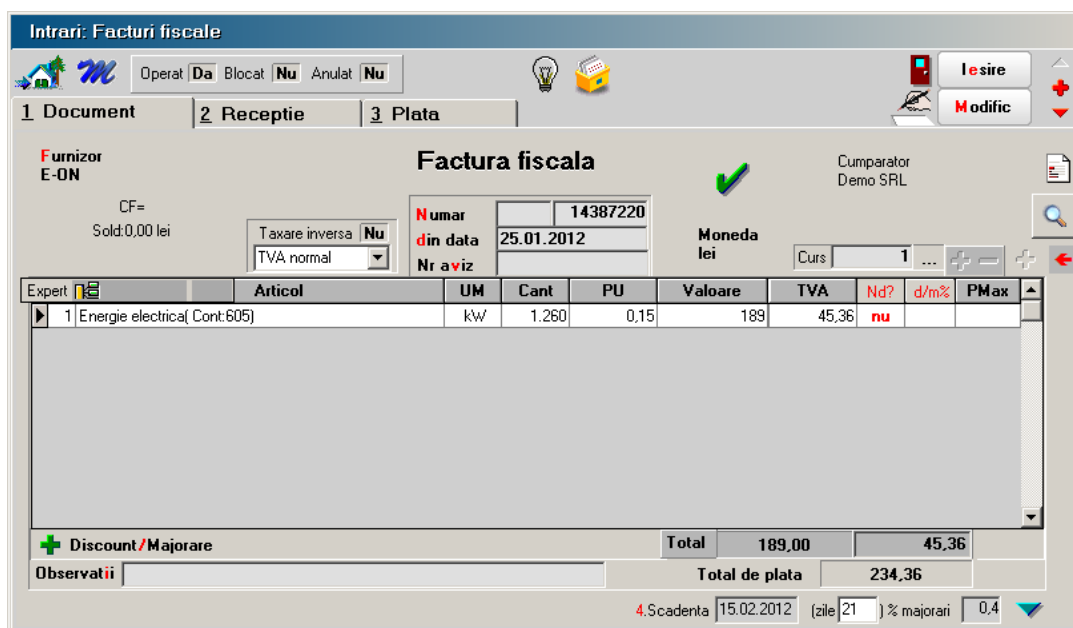 Intrari: Facturi fiscale
Operat Da Blocat Nu Anulat Nu
Iesire
Modific
1 Document 2 Receptie 3 Plata
Furnizor
E-ON
Factura fiscala
Cumparator
Demo SRL
CF=
Sold:0,00 lei
Taxare inversa Nu
TVA normal
Numar 14387220
din data 25.01.2012
Nr aviz
Moneda
lei
Curs 1 ...
Expert Articol UM Cant PU Valoare TVA Nd? d/m% PMax
1 Energie electrica( Cont:605) kW 1.260 0,15 189 45,36 nu
Discount/Majorare Total 189,00 45,36
Observatii Total de plata 234,36
4.Scadenta 15.02.2012 (zile 21 ) % majorari 0,4